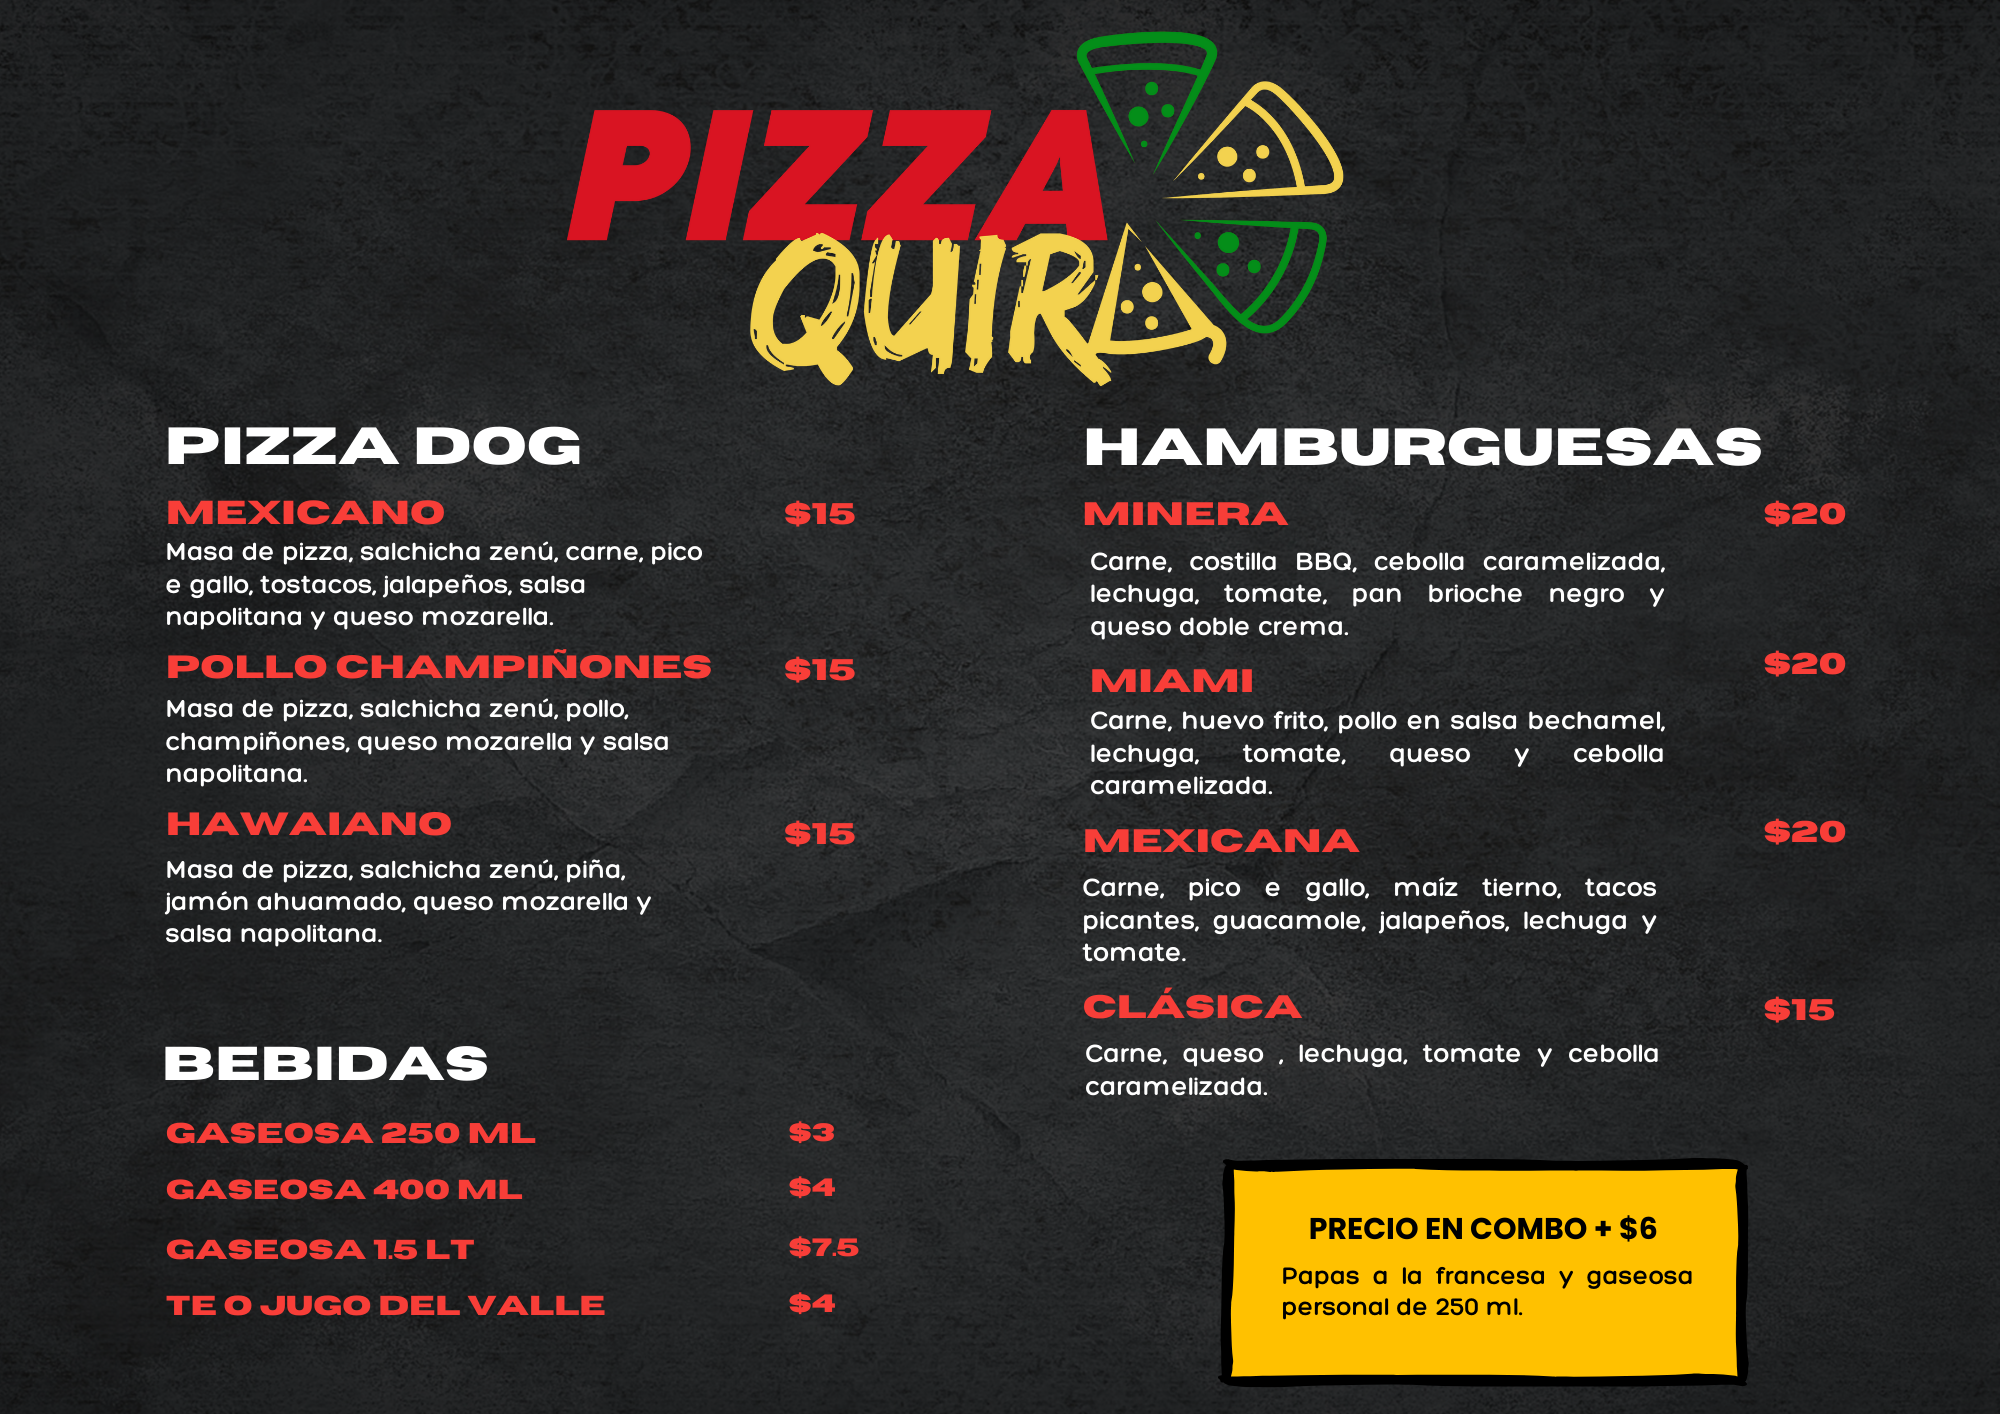 PIZZA
QUIRA
PIZZA DOG
MEXICANO $15
Masa de pizza, salchicha zenú, carne, pico
e gallo, tostacos, jalapeños, salsa
napolitana y queso mozarella.
POLLO CHAMPIÑONES $15
Masa de pizza, salchicha zenú, pollo,
champiñones, queso mozarella y salsa
napolitana.
HAWAIANO $15
Masa de pizza, salchicha zenú, piña,
jamón ahuamado, queso mozarella y
salsa napolitana.
BEBIDAS
GASEOSA 250 ML $3
GASEOSA 400 ML $4
GASEOSA 1.5 LT $7.5
TE O JUGO DEL VALLE $4
HAMBURGUESAS
MINERA $20
Carne, costilla BBQ, cebolla caramelizada,
lechuga, tomate, pan brioche negro y
queso doble crema.
MIAMI $20
Carne, huevo frito, pollo en salsa bechamel,
lechuga, tomate, queso y cebolla
caramelizada.
MEXICANA $20
Carne, pico e gallo, maíz tierno, tacos
picantes, guacamole, jalapeños, lechuga y
tomate.
CLÁSICA $15
Carne, queso , lechuga, tomate y cebolla
caramelizada.
PRECIO EN COMBO + $6
Papas a la francesa y gaseosa
personal de 250 ml.